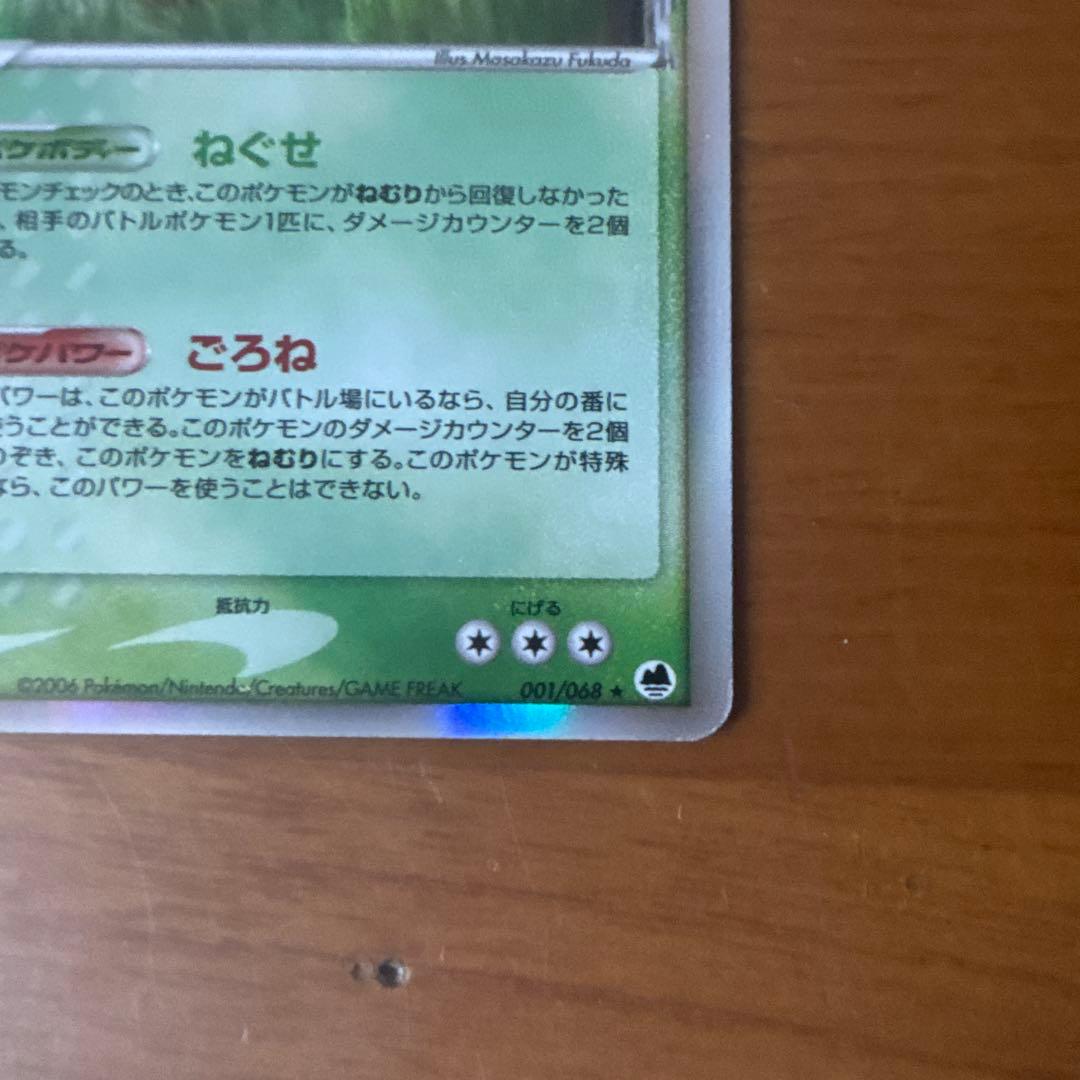 Illus. Masakazu Fukuda
ケボディー ねぐせ
モンチェックのとき、このポケモンがねむりから回復しなかった
、相手のバトルポケモン1匹に、ダメージカウンターを2個
る。
ケパワー ごろね
パワーは、このポケモンがバトル場にいるなら、自分の番に
うことができる。このポケモンのダメージカウンターを2個
のぞき、このポケモンをねむりにする。このポケモンが特殊
なら、このパワーを使うことはできない。
抵抗力 にげる
©2006 Pokémon/Nintendo/Creatures/GAME FREAK 001/068 ★